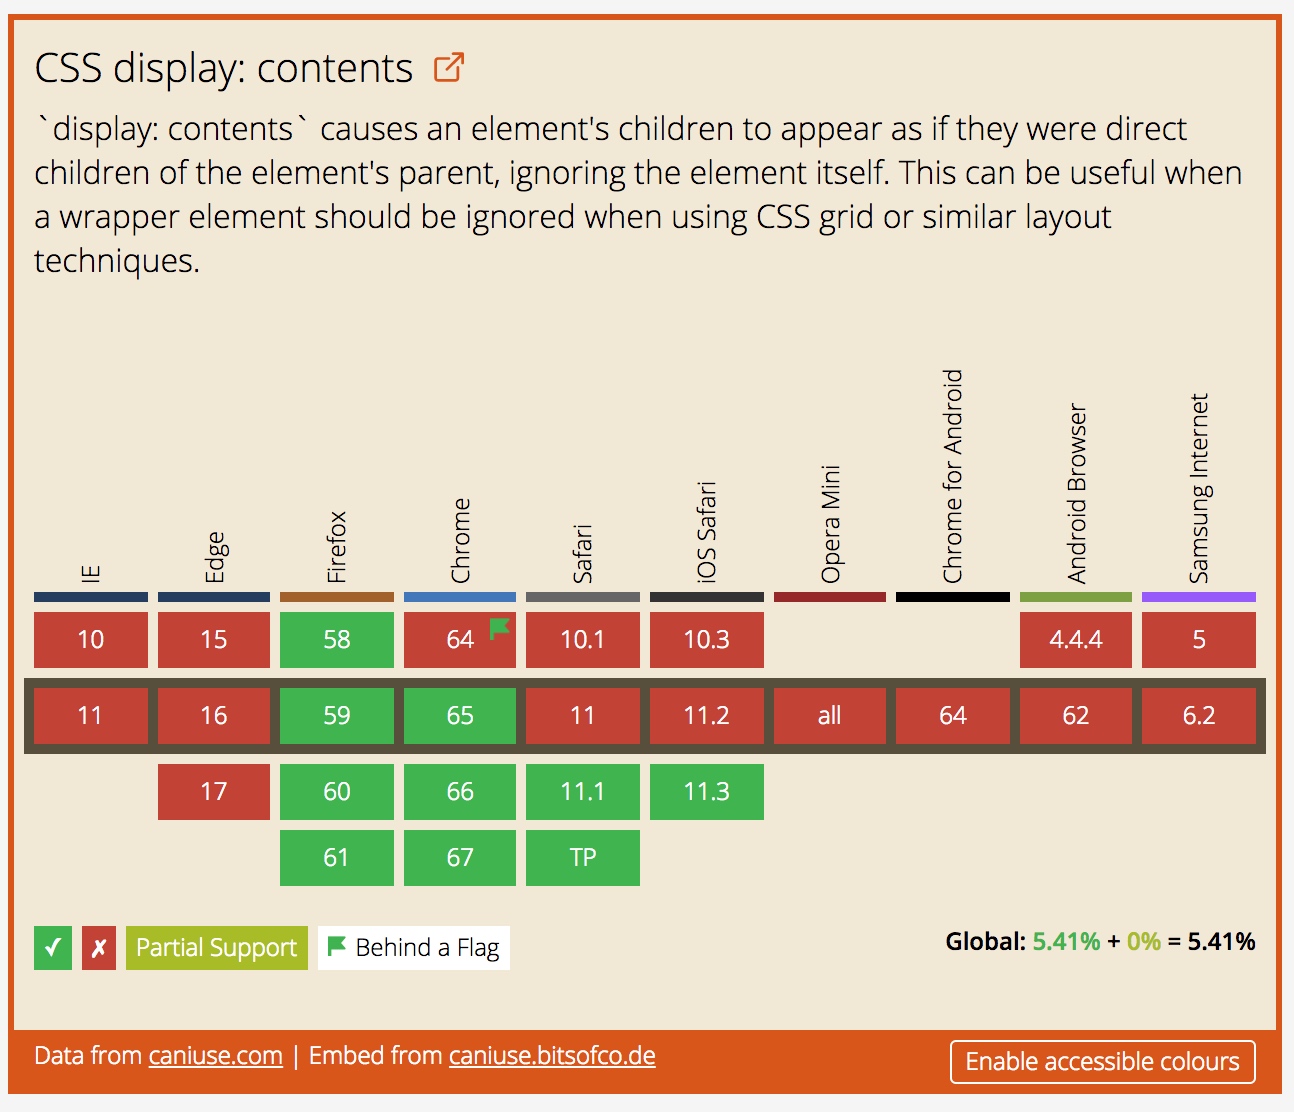 CSS display: contents
`display: contents` causes an element's children to appear as if they were direct
children of the element's parent, ignoring the element itself. This can be useful when
a wrapper element should be ignored when using CSS grid or similar layout
techniques.
IE Edge Firefox Chrome Safari iOS Safari Opera Mini Chrome for Android Android Browser Samsung Internet
10 15 58 64 10.1 10.3 4.4.4 5
11 16 59 65 11 11.2 all 64 62 6.2
17 60 66 11.1 11.3
61 67 TP
✓ ✗ Partial Support Behind a Flag Global: 5.41% + 0% = 5.41%
Data from caniuse.com | Embed from caniuse.bitsofco.de Enable accessible colours